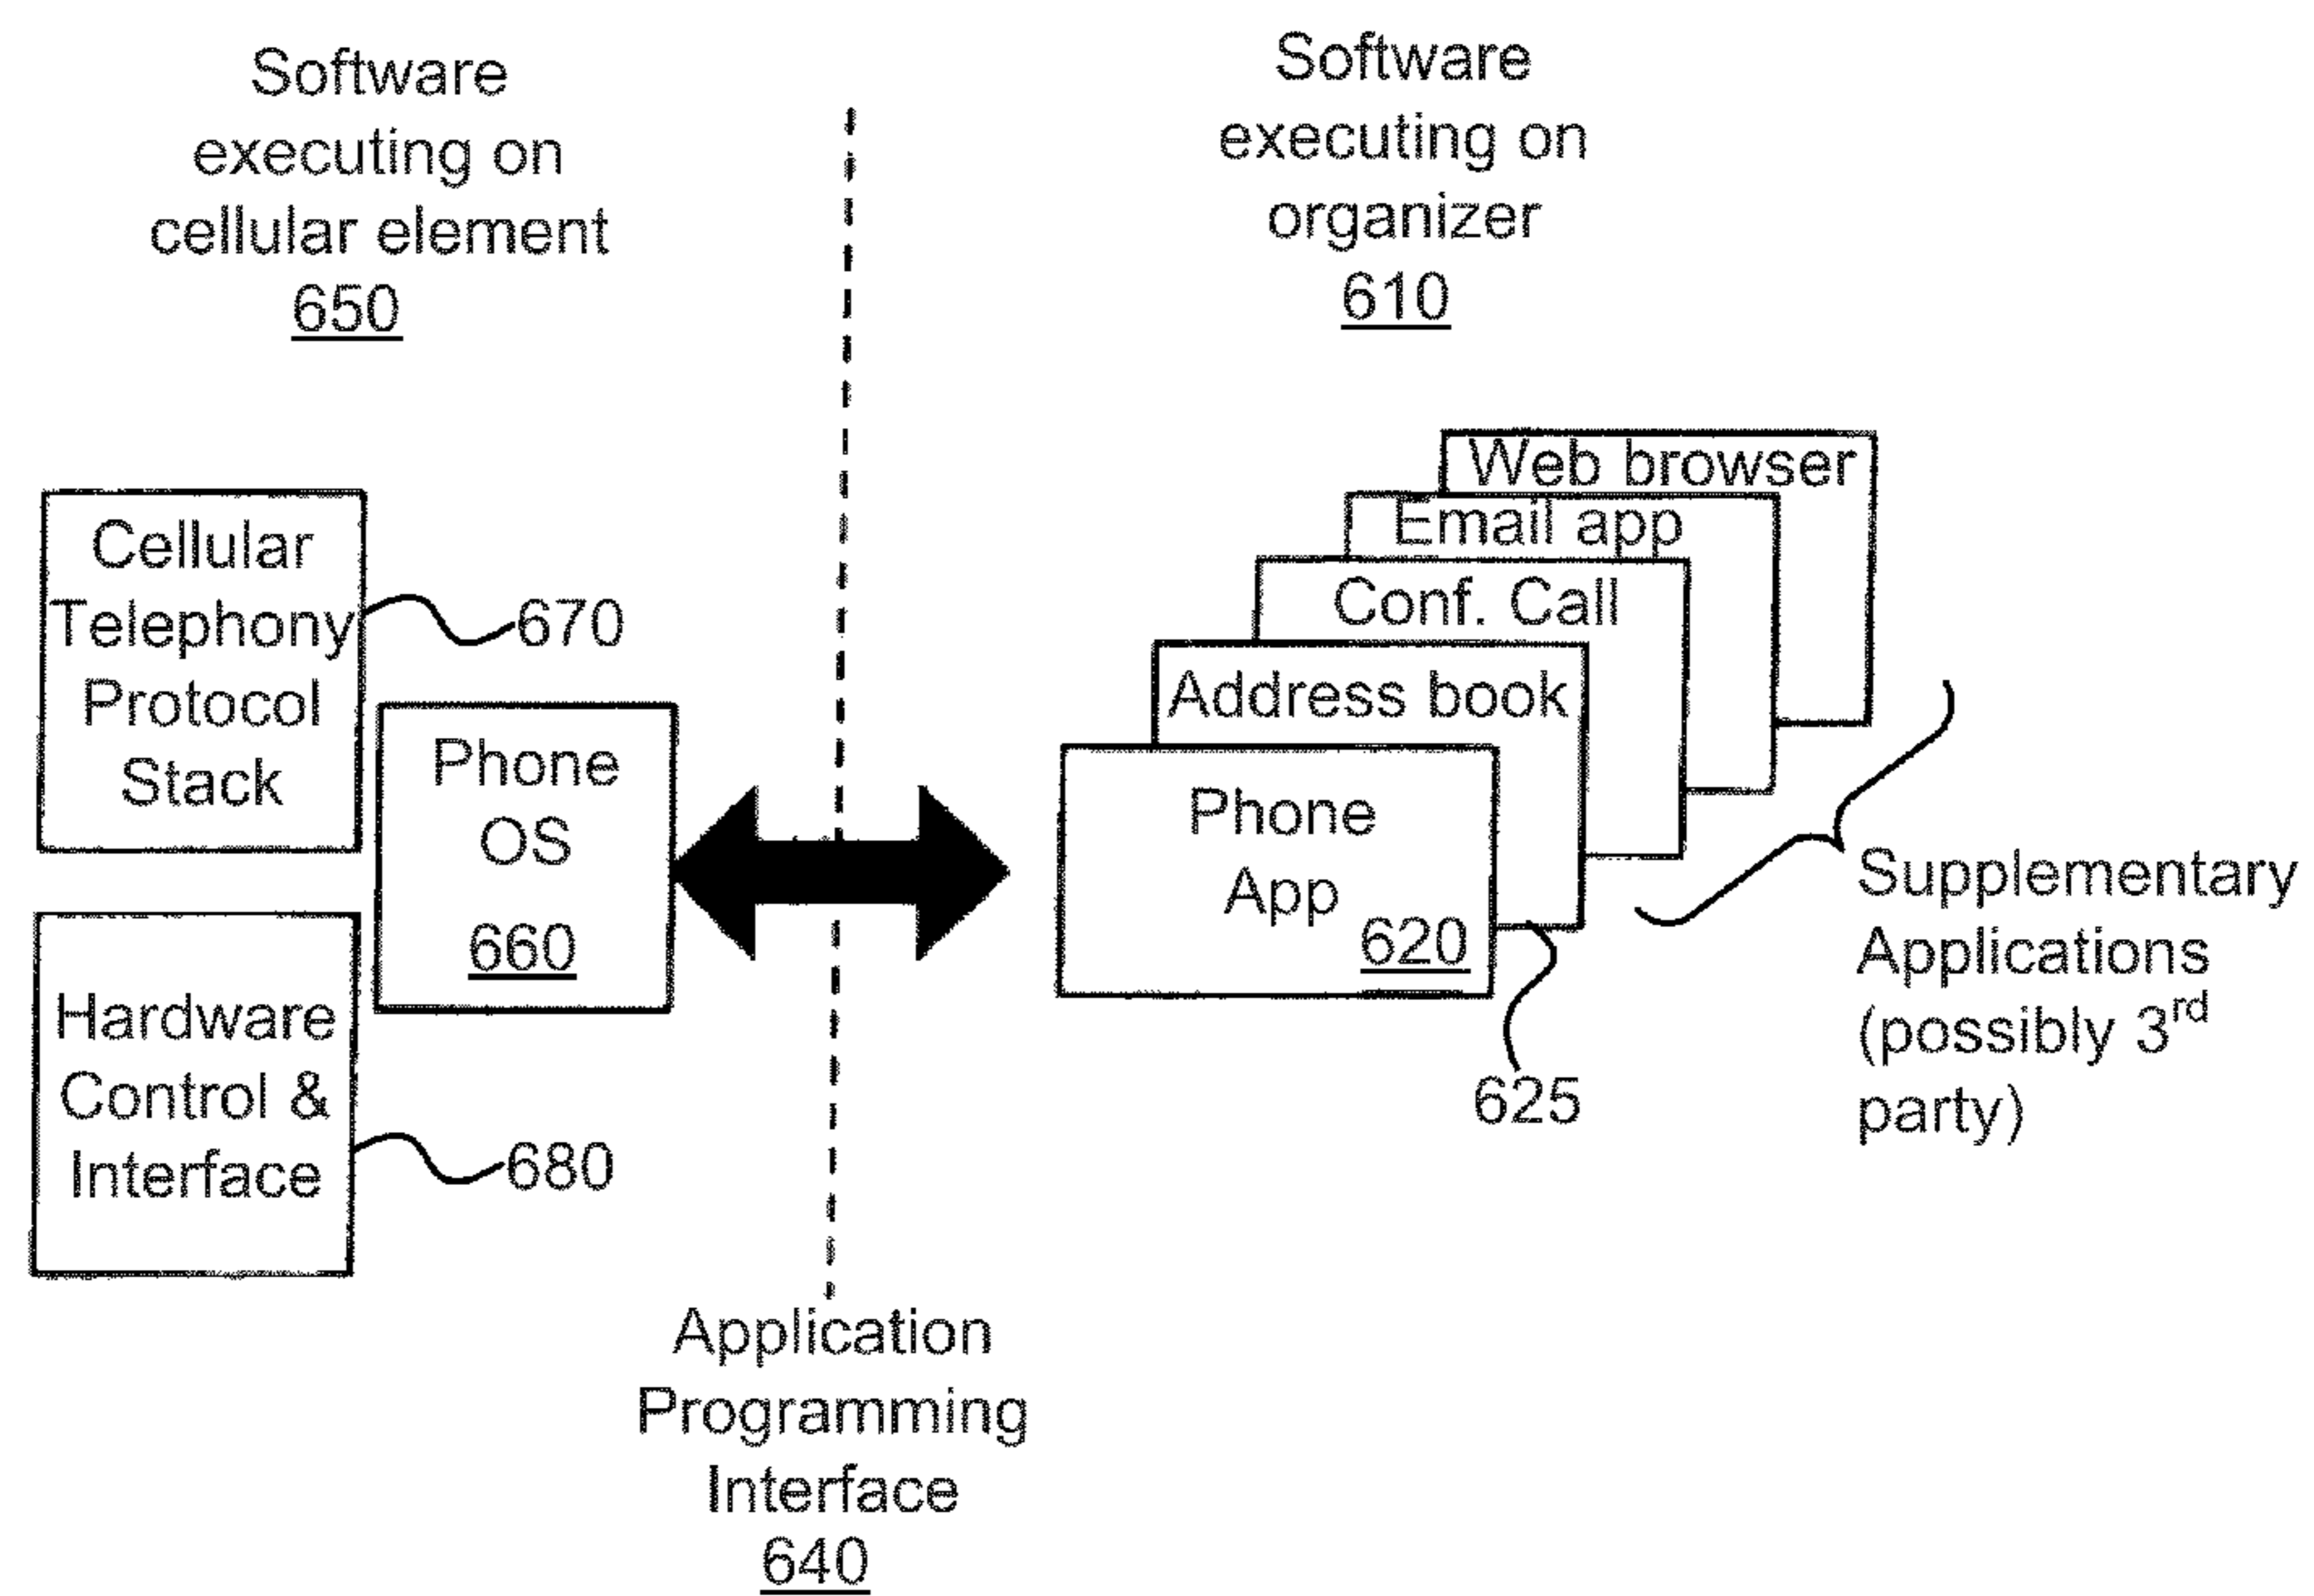 Software
executing on
cellular element
650
Software
executing on
organizer
610
Cellular
Telephony
Protocol
Stack
670
Phone
OS
660
Hardware
Control &
Interface
680
Web browser
Email app
Conf. Call
Address book
Phone
App
620
625
Supplementary
Applications
(possibly 3rd
party)
Application
Programming
Interface
640